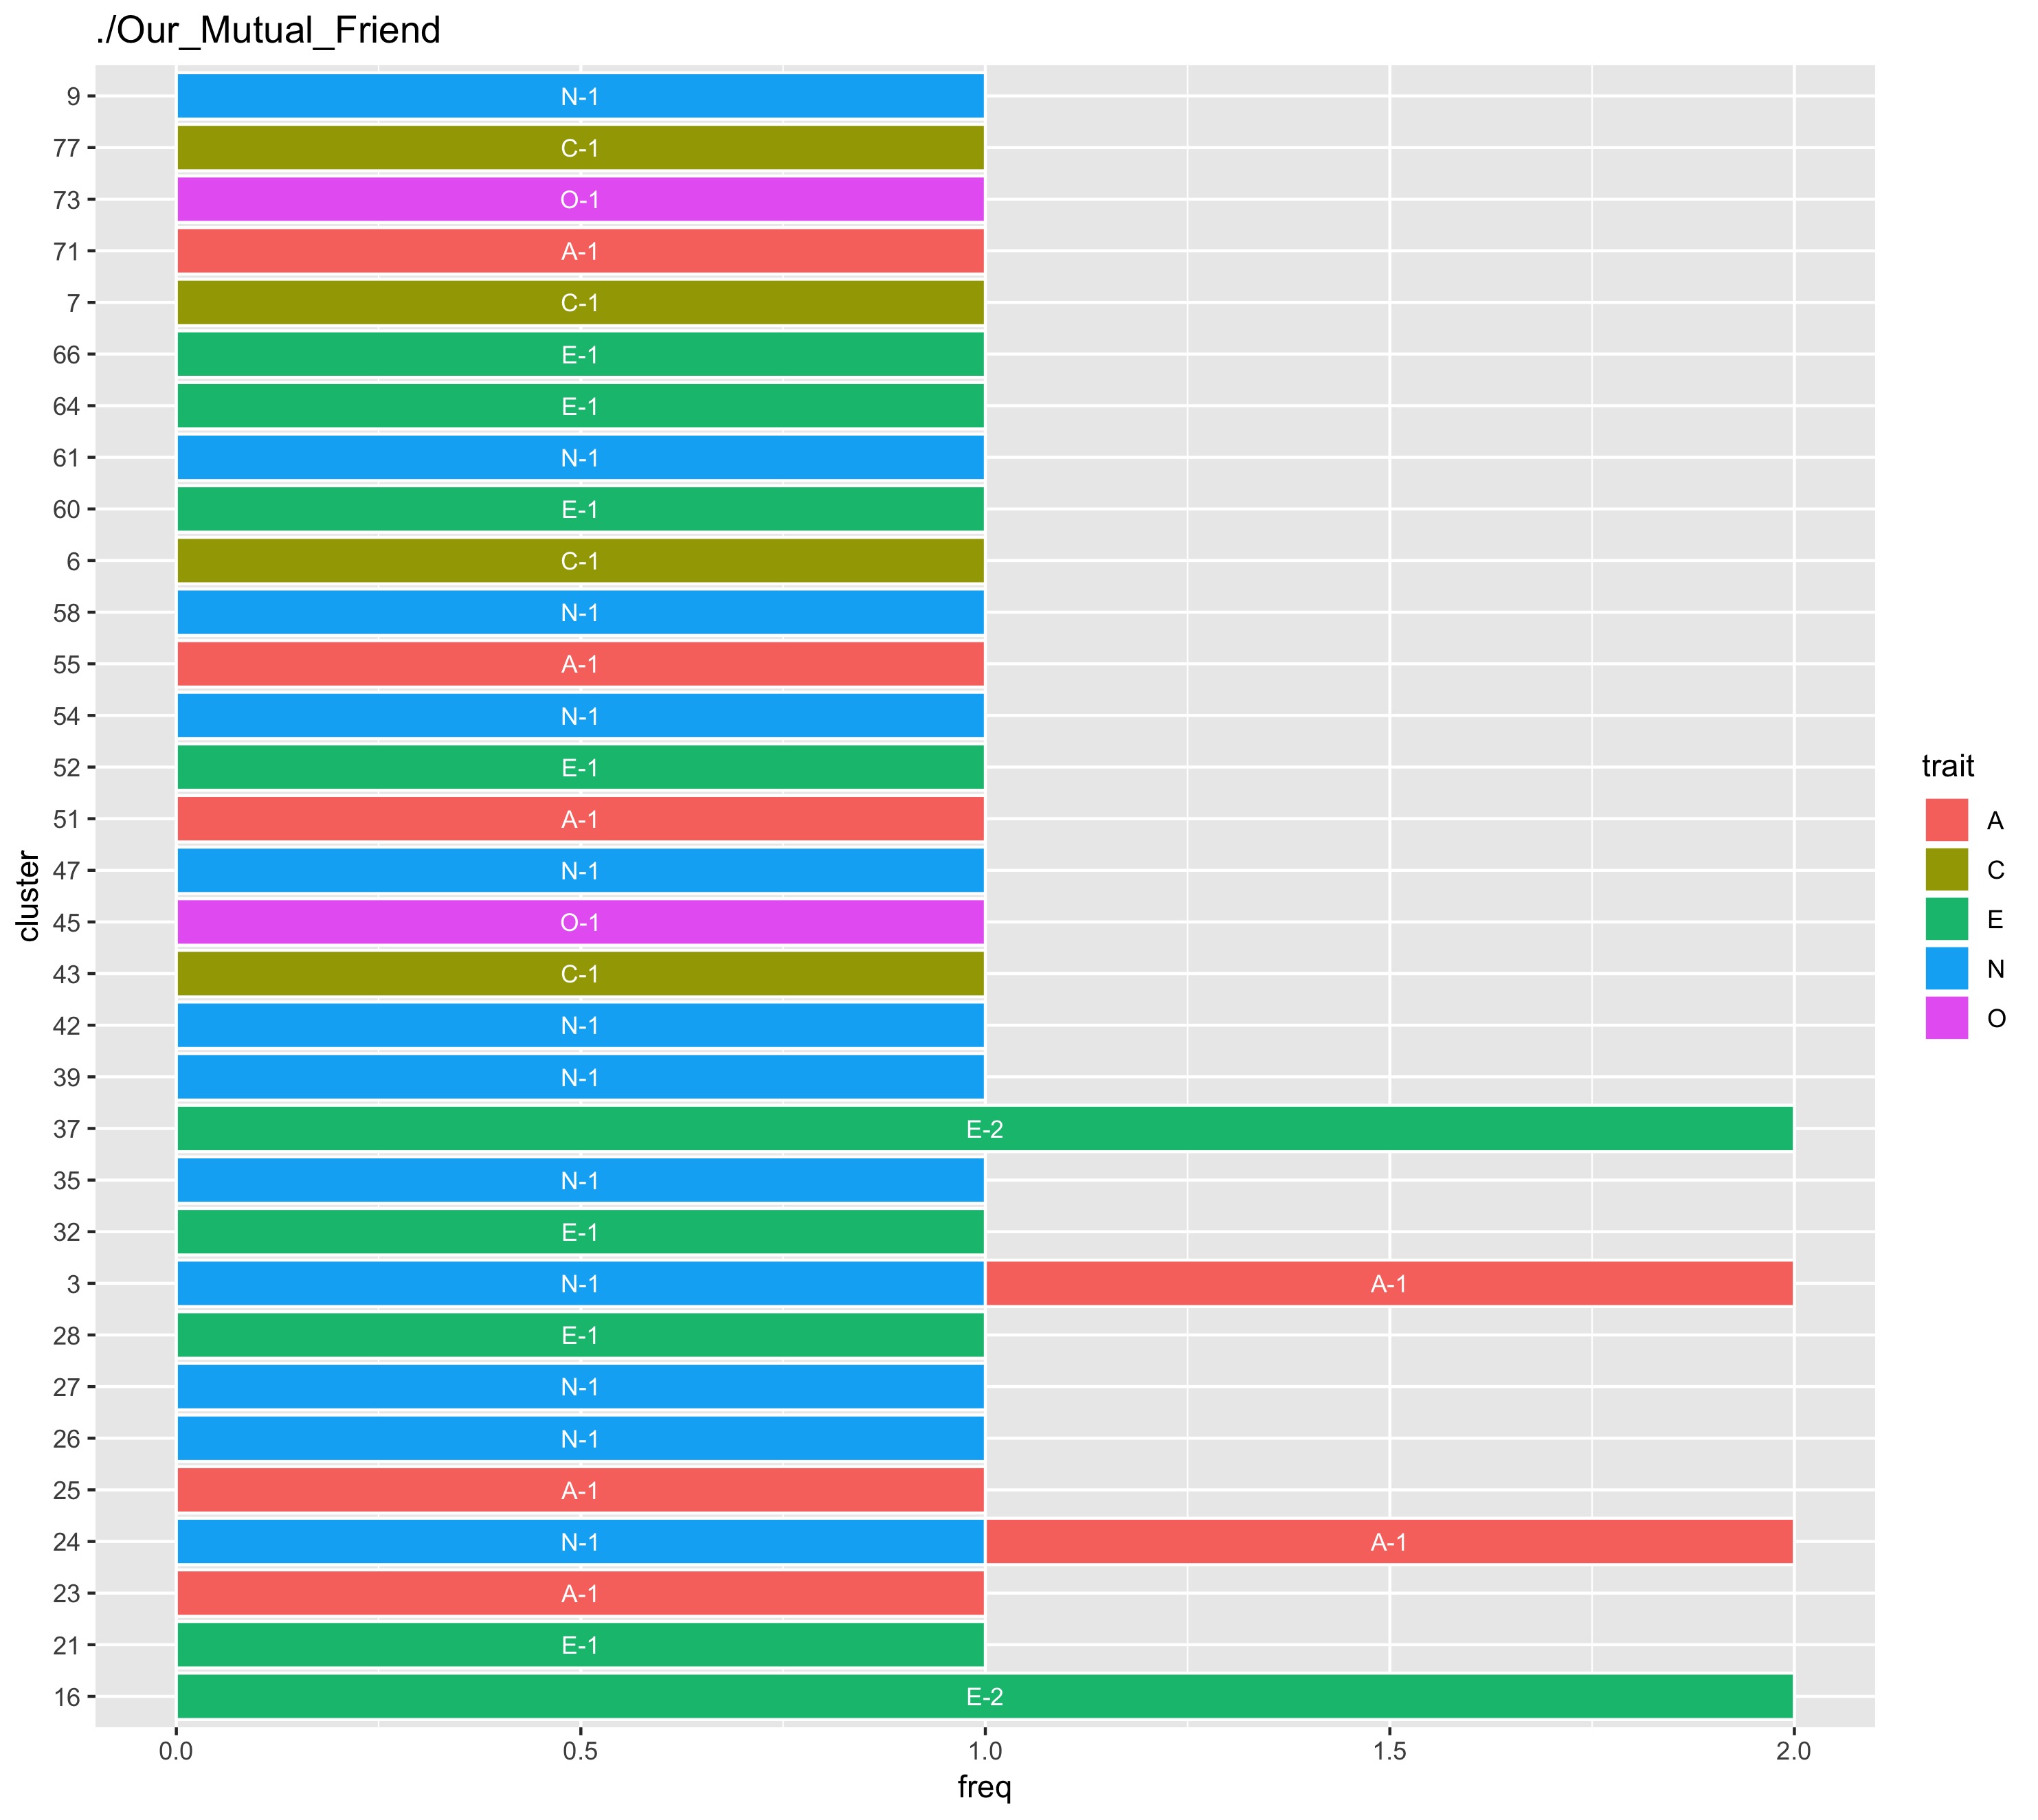 ./Our_Mutual_Friend
9 N-1
77 C-1
73 O-1
71 A-1
7 C-1
66 E-1
64 E-1
61 N-1
60 E-1
6 C-1
58 N-1
55 A-1
54 N-1
52 E-1
51 A-1
47 N-1
45 O-1
43 C-1
42 N-1
39 N-1
37 E-2
35 N-1
32 E-1
3 N-1 A-1
28 E-1
27 N-1
26 N-1
25 A-1
24 N-1 A-1
23 A-1
21 E-1
16 E-2
0.0 0.5 1.0 1.5 2.0
freq
cluster
trait
A
C
E
N
O